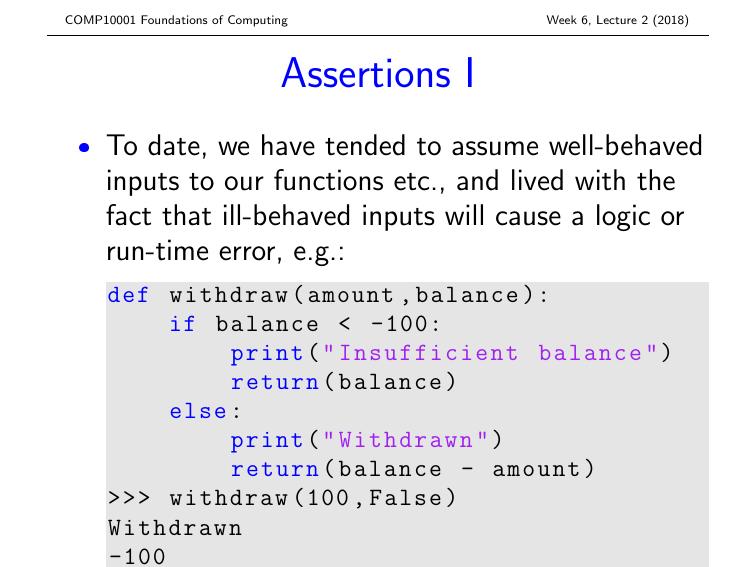 COMP10001 Foundations of Computing Week 6, Lecture 2 (2018)
Assertions I
• To date, we have tended to assume well-behaved
inputs to our functions etc., and lived with the
fact that ill-behaved inputs will cause a logic or
run-time error, e.g.:
def withdraw(amount,balance):
    if balance < -100:
        print("Insufficient balance")
        return(balance)
    else:
        print("Withdrawn")
        return(balance - amount)
>>> withdraw(100,False)
Withdrawn
-100